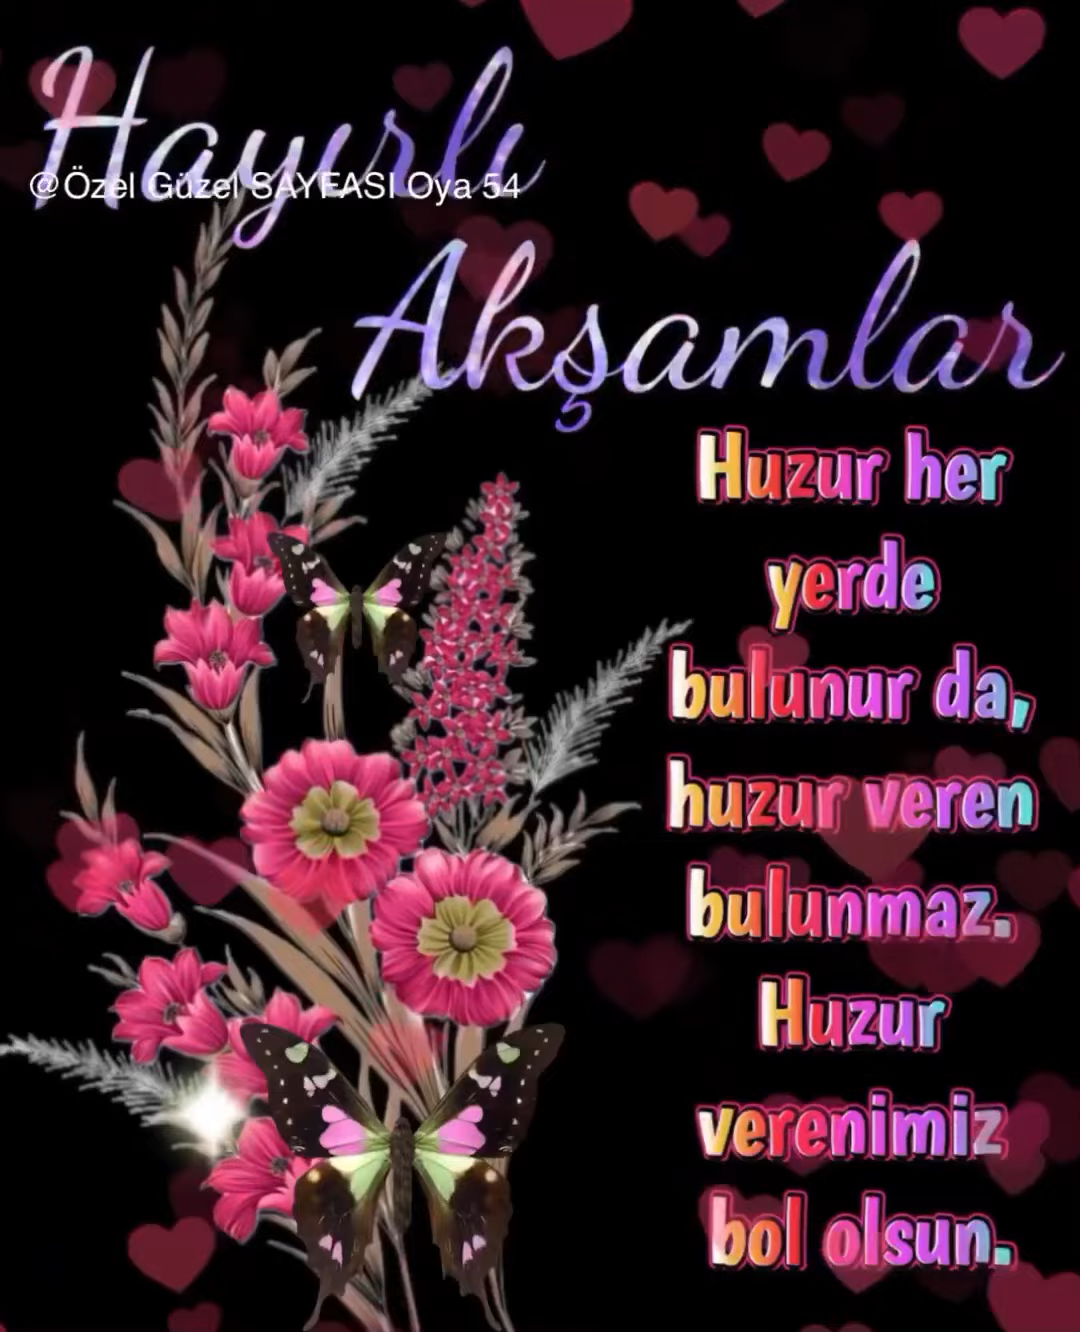 Hayırlı
@Özel Güzel SAYFASI Oya 54
Akşamlar
Huzur her
yerde
bulunur da,
huzur veren
bulunmaz.
Huzur
verenimiz
bol olsun.